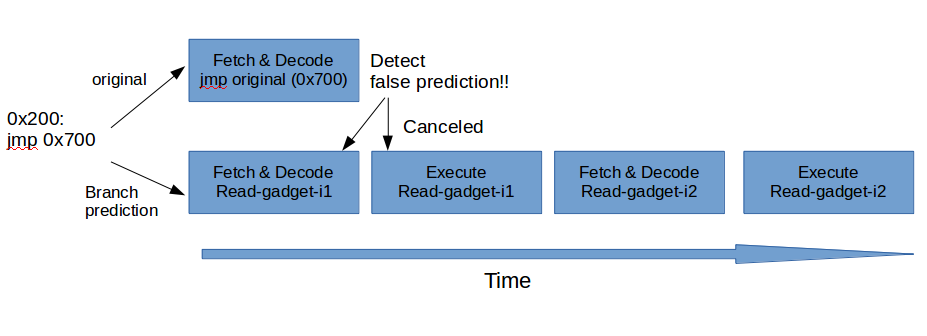 Fetch & Decode
jmp original (0x700)
Detect
false prediction!!
original
0x200:
jmp 0x700
Canceled
Branch
prediction
Fetch & Decode
Read-gadget-i1
Execute
Read-gadget-i1
Fetch & Decode
Read-gadget-i2
Execute
Read-gadget-i2
Time